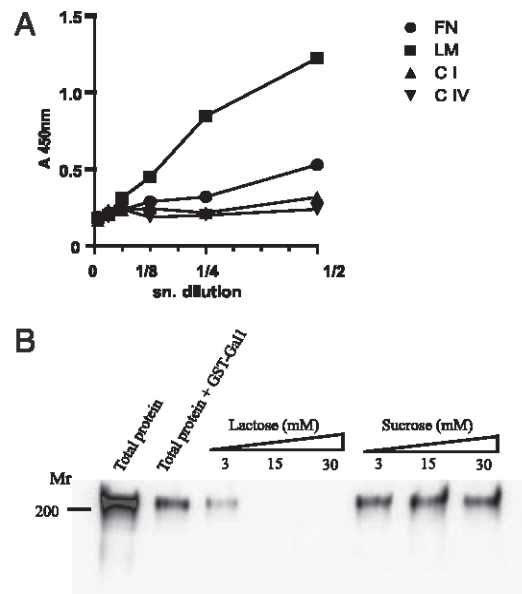 A
1.5
1.0
0.5
0
A 450nm
FN
LM
C I
C IV
0
1/8
1/4
1/2
sn. dilution
B
Total protein
Total protein + GST-Gal1
Lactose (mM)
Sucrose (mM)
3 15 30 3 15 30
Mr
200